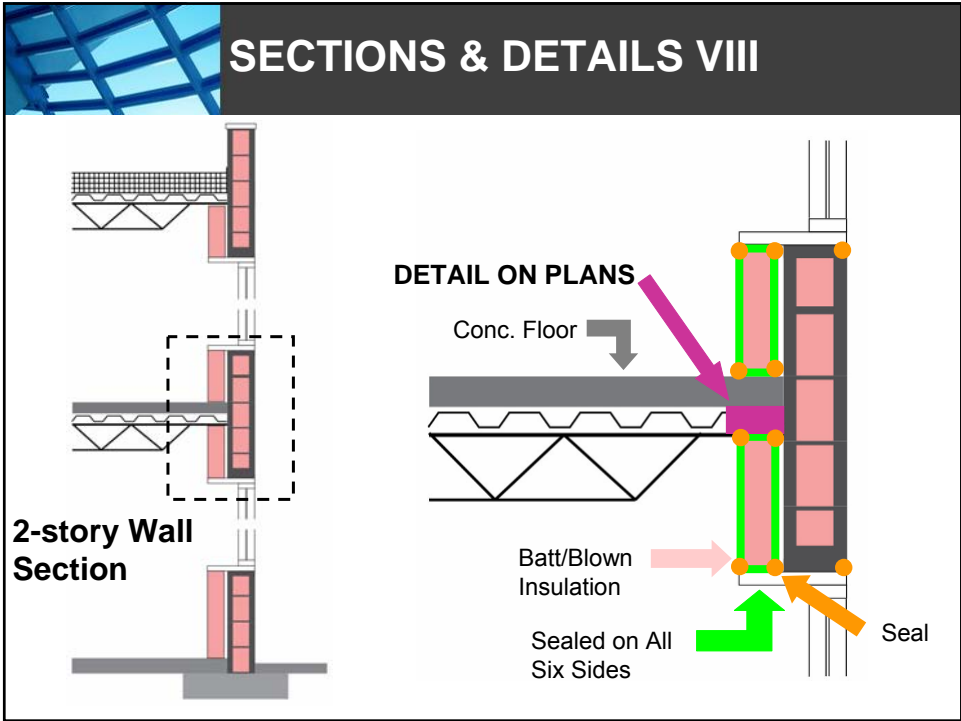 SECTIONS & DETAILS VIII
2-story Wall
Section
DETAIL ON PLANS
Conc. Floor
Batt/Blown
Insulation
Sealed on All
Six Sides
Seal